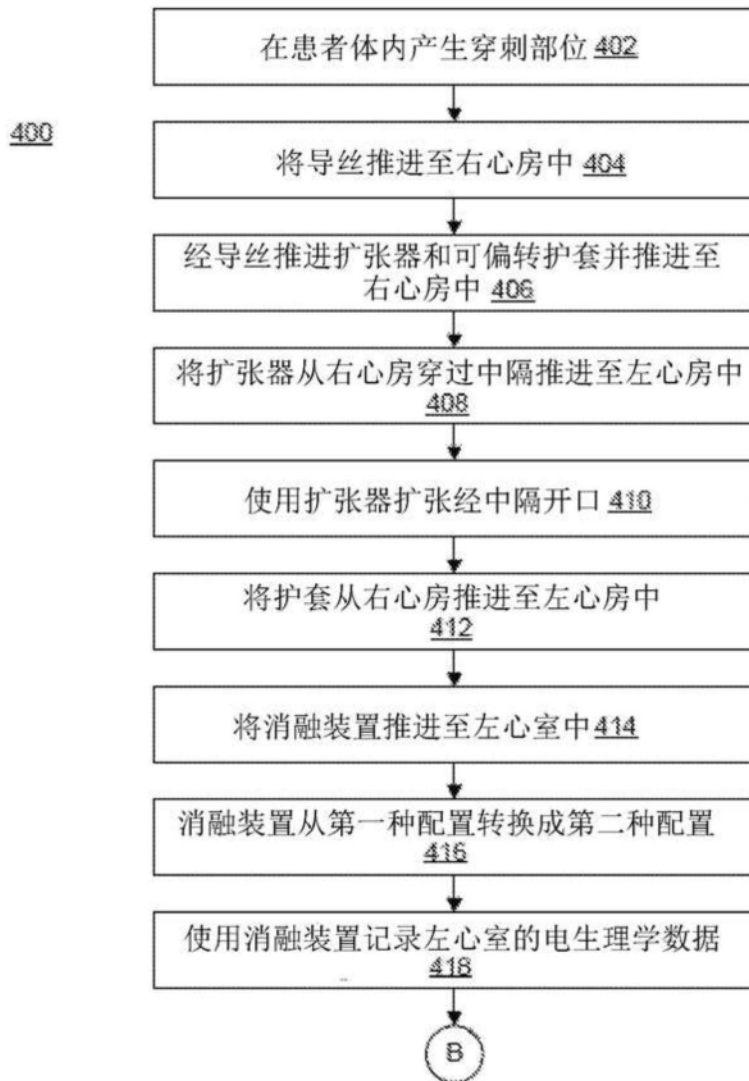 在患者体内产生穿刺部位 402
400
将导丝推进至右心房中 404
经导丝推进扩张器和可偏转护套并推进至
右心房中 406
将扩张器从右心房穿过中隔推进至左心房中
408
使用扩张器扩张经中隔开口 410
将护套从右心房推进至左心房中
412
将消融装置推进至左心室中 414
消融装置从第一种配置转换成第二种配置
416
使用消融装置记录左心室的电生理学数据
418
B